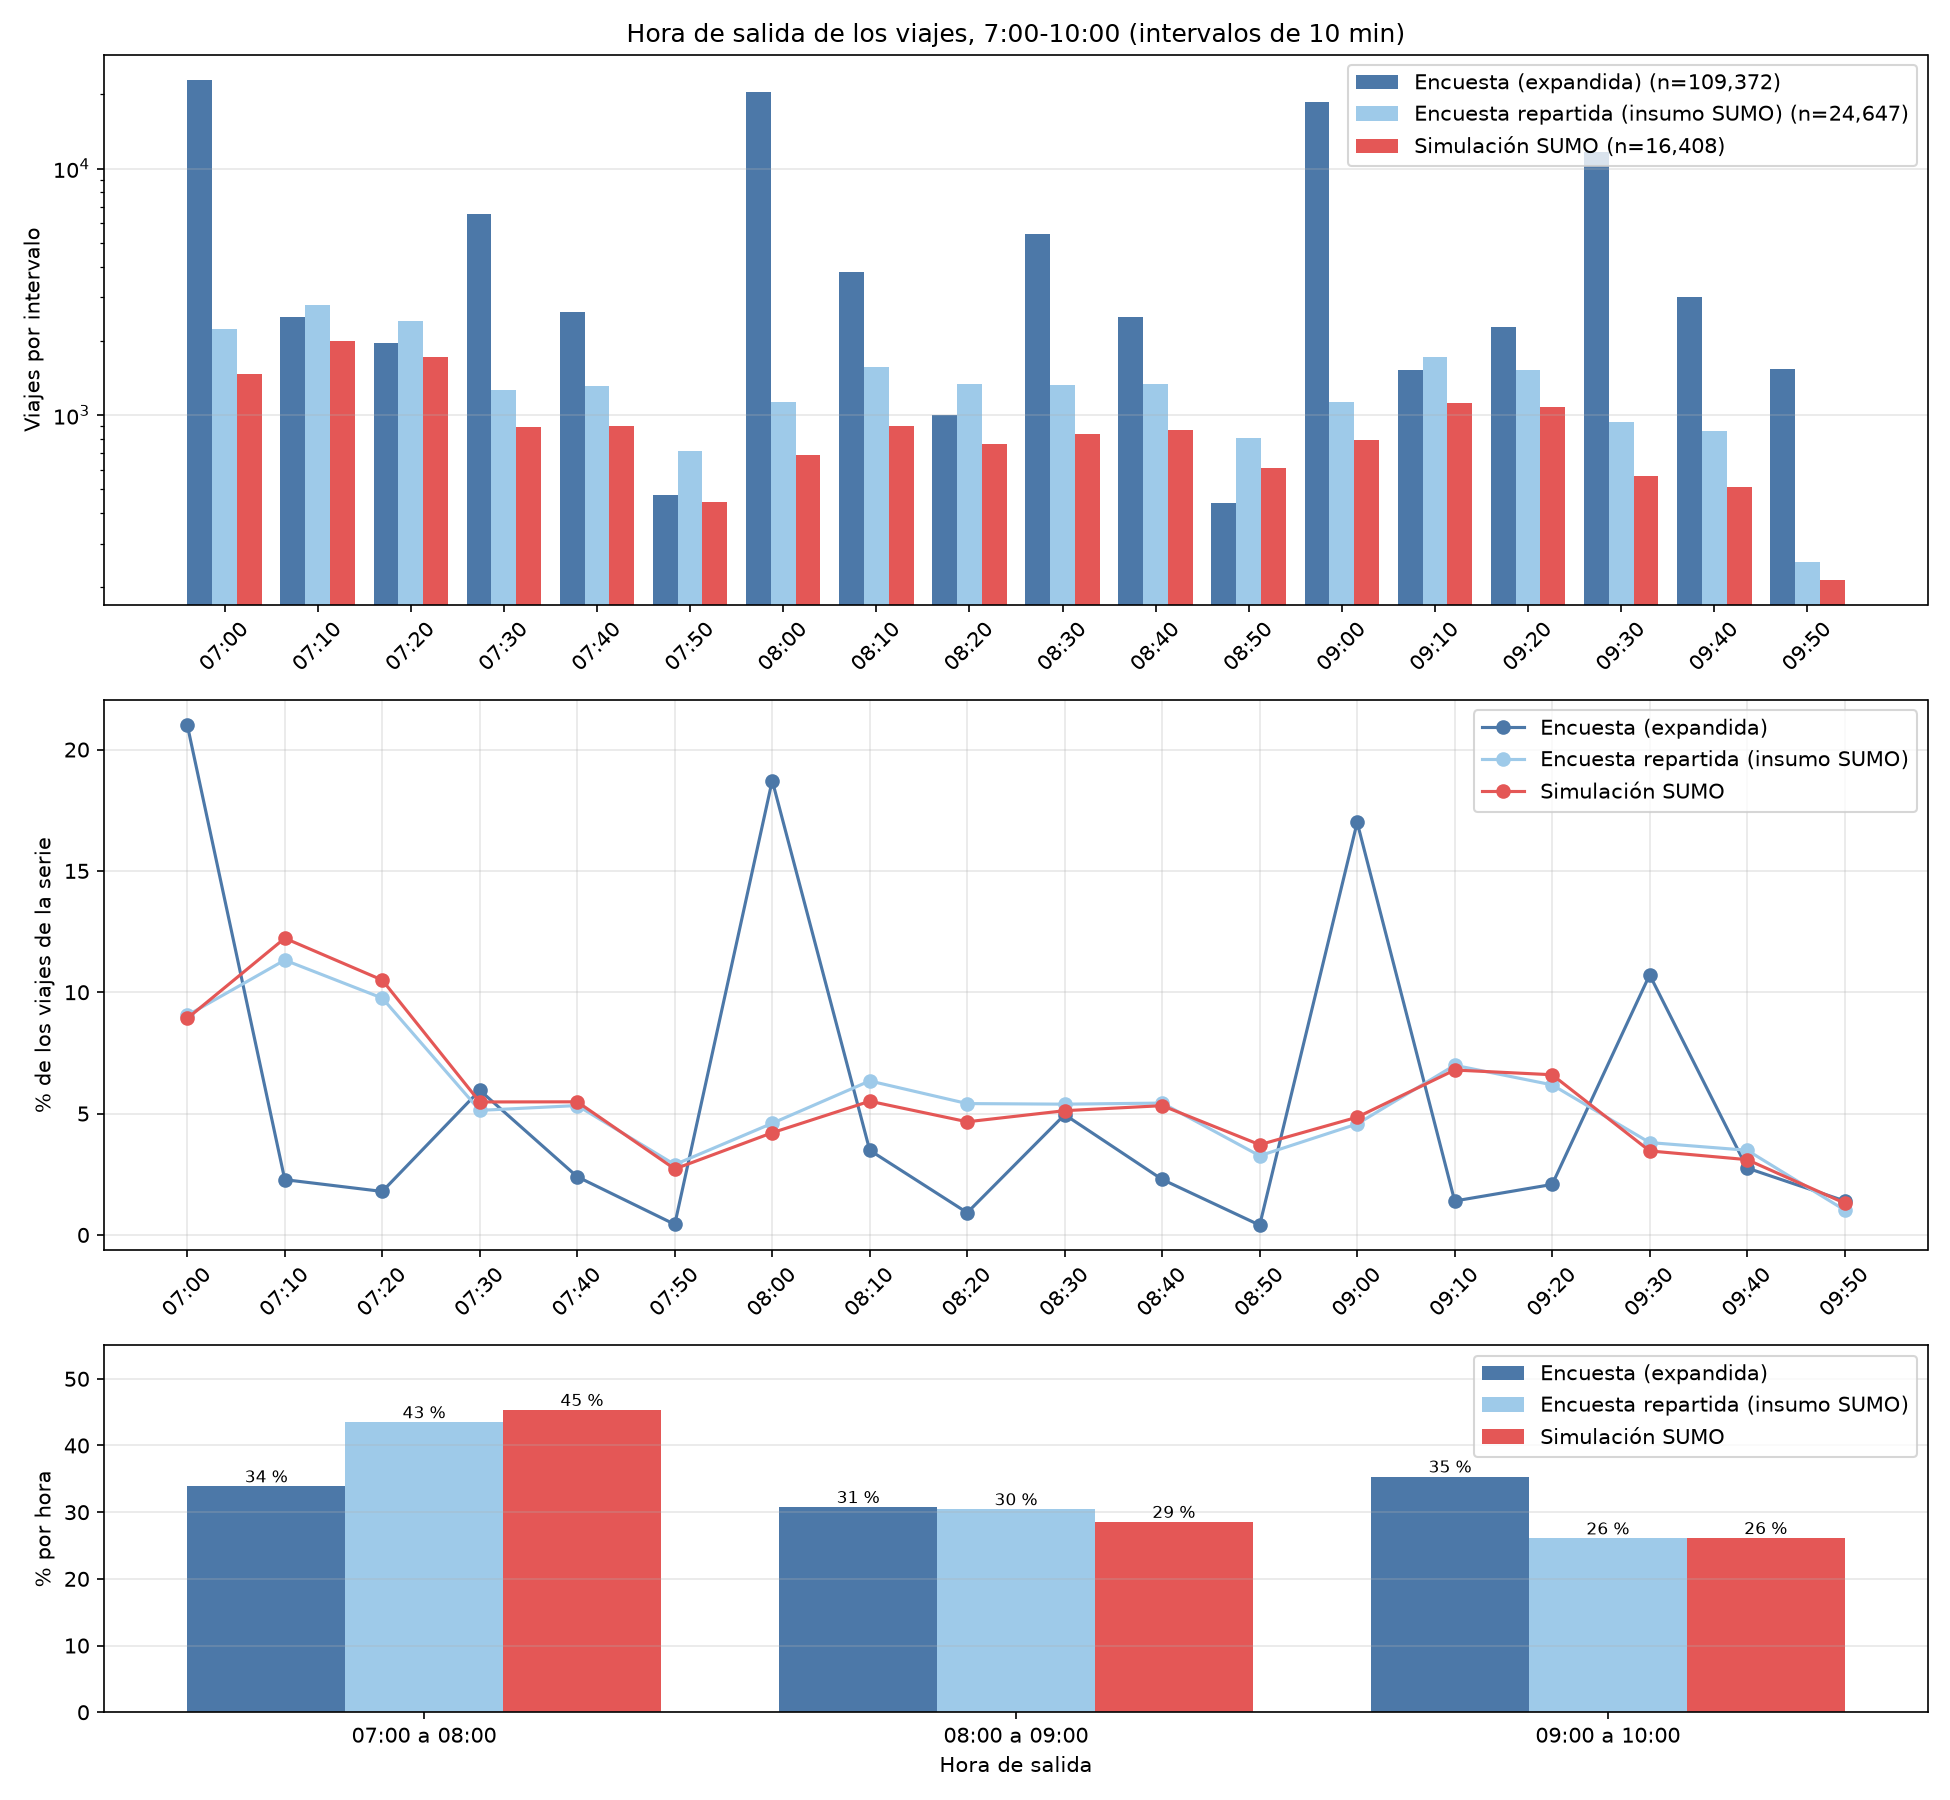 Hora de salida de los viajes, 7:00-10:00 (intervalos de 10 min)
Encuesta (expandida) (n=109,372)
Encuesta repartida (insumo SUMO) (n=24,647)
Simulación SUMO (n=16,408)
Viajes por intervalo
10⁴
10³
07:00 07:10 07:20 07:30 07:40 07:50 08:00 08:10 08:20 08:30 08:40 08:50 09:00 09:10 09:20 09:30 09:40 09:50
Encuesta (expandida)
Encuesta repartida (insumo SUMO)
Simulación SUMO
% de los viajes de la serie
20
15
10
5
0
07:00 07:10 07:20 07:30 07:40 07:50 08:00 08:10 08:20 08:30 08:40 08:50 09:00 09:10 09:20 09:30 09:40 09:50
Encuesta (expandida)
Encuesta repartida (insumo SUMO)
Simulación SUMO
% por hora
50
40
30
20
10
0
34 % 43 % 45 % 31 % 30 % 29 % 35 % 26 % 26 %
07:00 a 08:00 08:00 a 09:00 09:00 a 10:00
Hora de salida